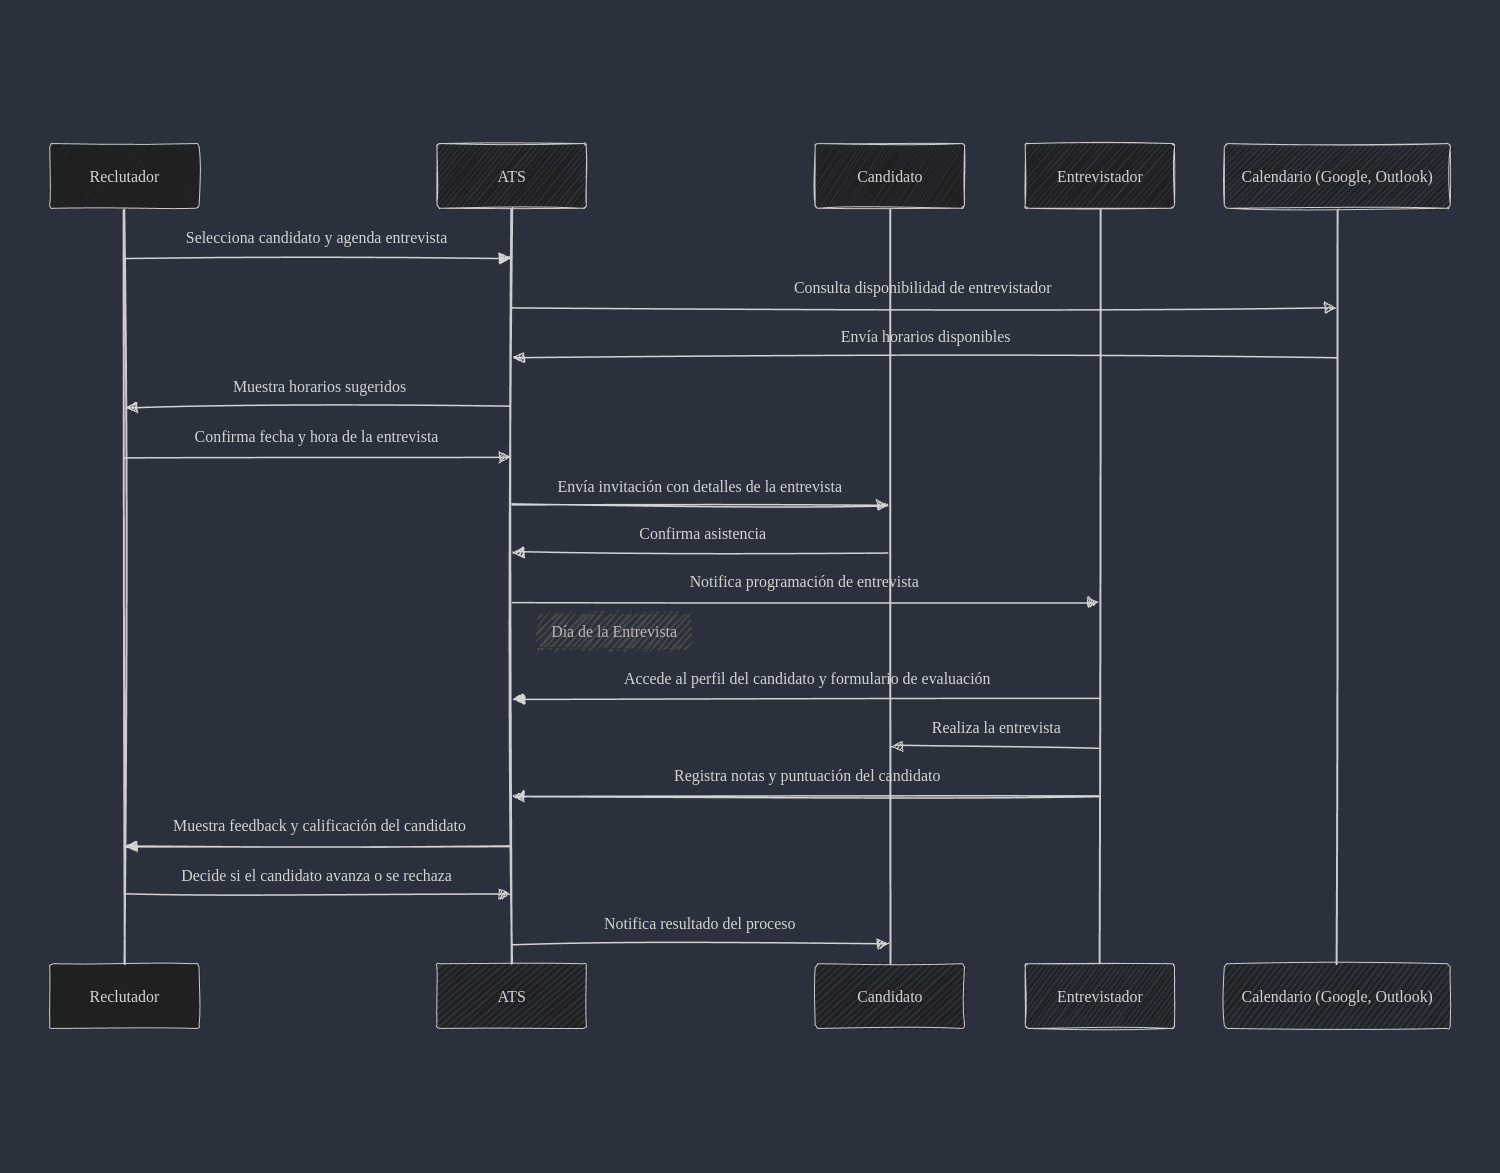 Reclutador
ATS
Candidato
Entrevistador
Calendario (Google, Outlook)
Selecciona candidato y agenda entrevista
Consulta disponibilidad de entrevistador
Envía horarios disponibles
Muestra horarios sugeridos
Confirma fecha y hora de la entrevista
Envía invitación con detalles de la entrevista
Confirma asistencia
Notifica programación de entrevista
Día de la Entrevista
Accede al perfil del candidato y formulario de evaluación
Realiza la entrevista
Registra notas y puntuación del candidato
Muestra feedback y calificación del candidato
Decide si el candidato avanza o se rechaza
Notifica resultado del proceso
Reclutador
ATS
Candidato
Entrevistador
Calendario (Google, Outlook)